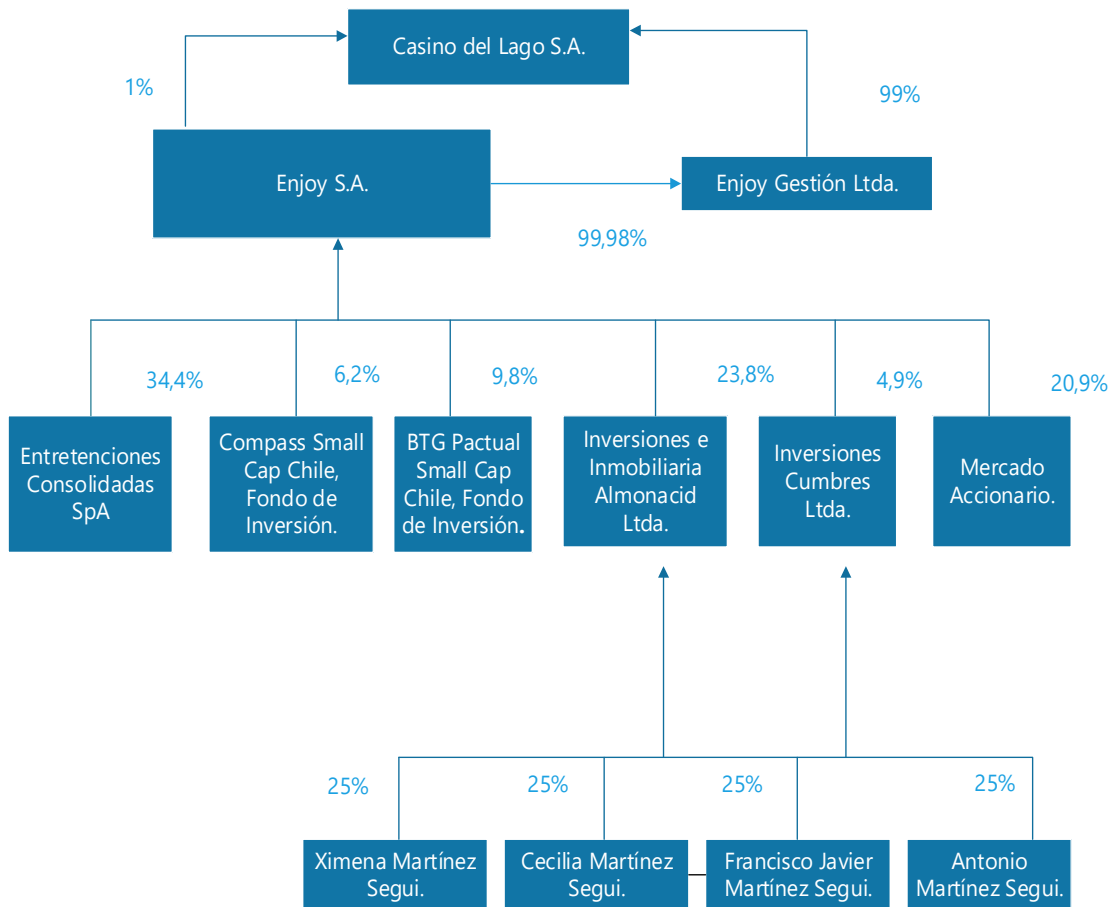 Casino del Lago S.A.
1%
99%
Enjoy S.A.
Enjoy Gestión Ltda.
99,98%
34,4%
6,2%
9,8%
23,8%
4,9%
20,9%
Entretenciones
Consolidadas
SpA
Compass Small
Cap Chile,
Fondo de
Inversión.
BTG Pactual
Small Cap
Chile, Fondo
de Inversión.
Inversiones e
Inmobiliaria
Almonacid
Ltda.
Inversiones
Cumbres
Ltda.
Mercado
Accionario.
25%
25%
25%
25%
Ximena Martínez
Segui.
Cecilia Martínez
Segui.
Francisco Javier
Martínez Segui.
Antonio
Martínez Segui.